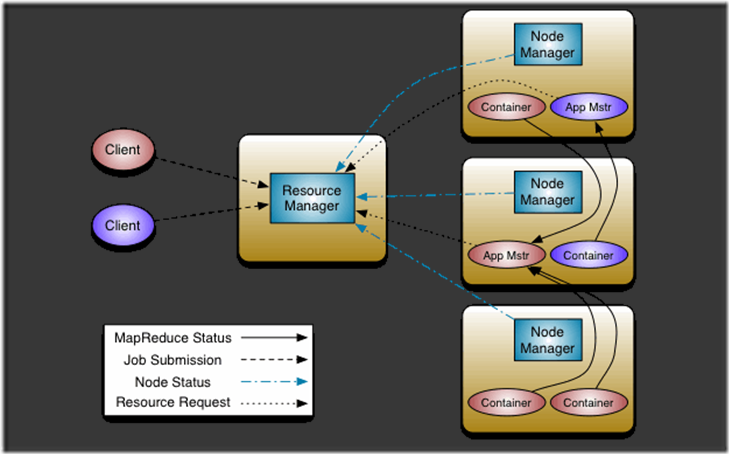 Node
Manager
Container
App Mstr
Client
Resource
Manager
Node
Manager
Client
App Mstr
Container
Node
Manager
MapReduce Status
Job Submission
Node Status
Resource Request
Container
Container